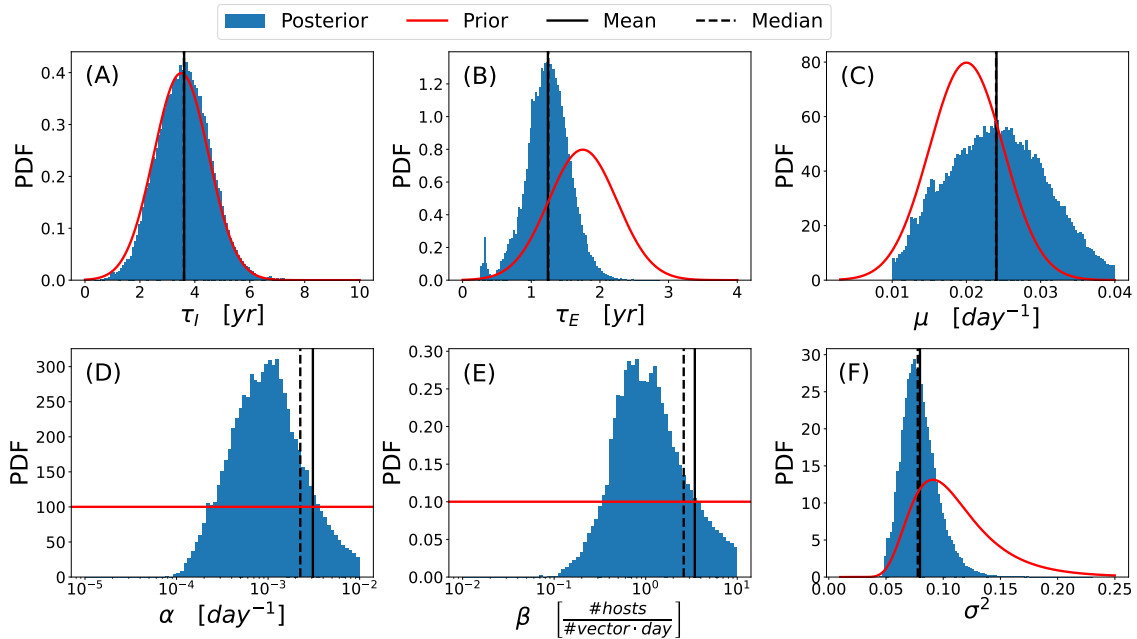 Posterior Prior Mean Median
(A)
PDF
0.4
0.3
0.2
0.1
0.0
0 2 4 6 8 10
τ_I [yr]
(B)
PDF
1.2
1.0
0.8
0.6
0.4
0.2
0.0
0 1 2 3 4
τ_E [yr]
(C)
PDF
80
60
40
20
0
0.01 0.02 0.03 0.04
μ [day⁻¹]
(D)
PDF
300
250
200
150
100
50
0
10⁻⁵ 10⁻⁴ 10⁻³ 10⁻²
α [day⁻¹]
(E)
PDF
0.30
0.25
0.20
0.15
0.10
0.05
0.00
10⁻² 10⁻¹ 10⁰ 10¹
β [#hosts / #vector · day]
(F)
PDF
30
25
20
15
10
5
0
0.00 0.05 0.10 0.15 0.20 0.25
σ²